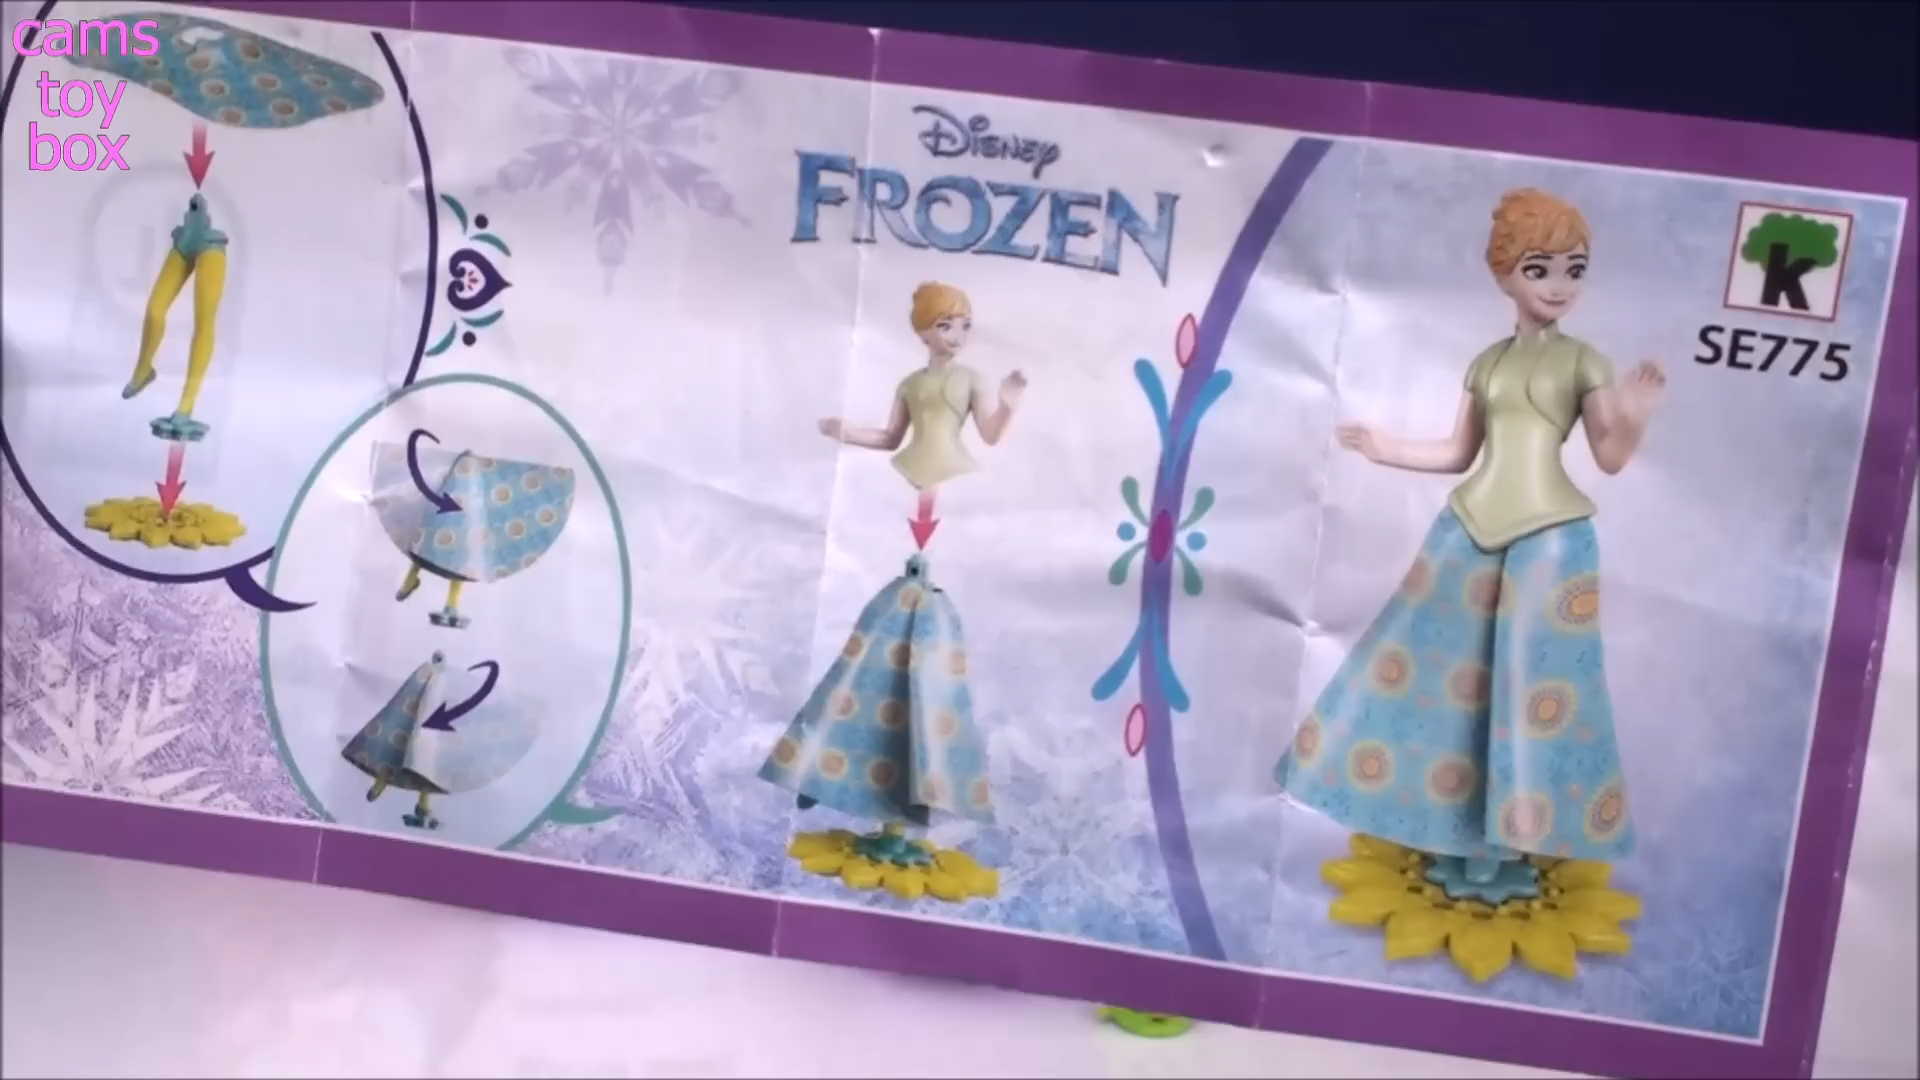 cams
toy
box
Disney
FROZEN
k
SE775